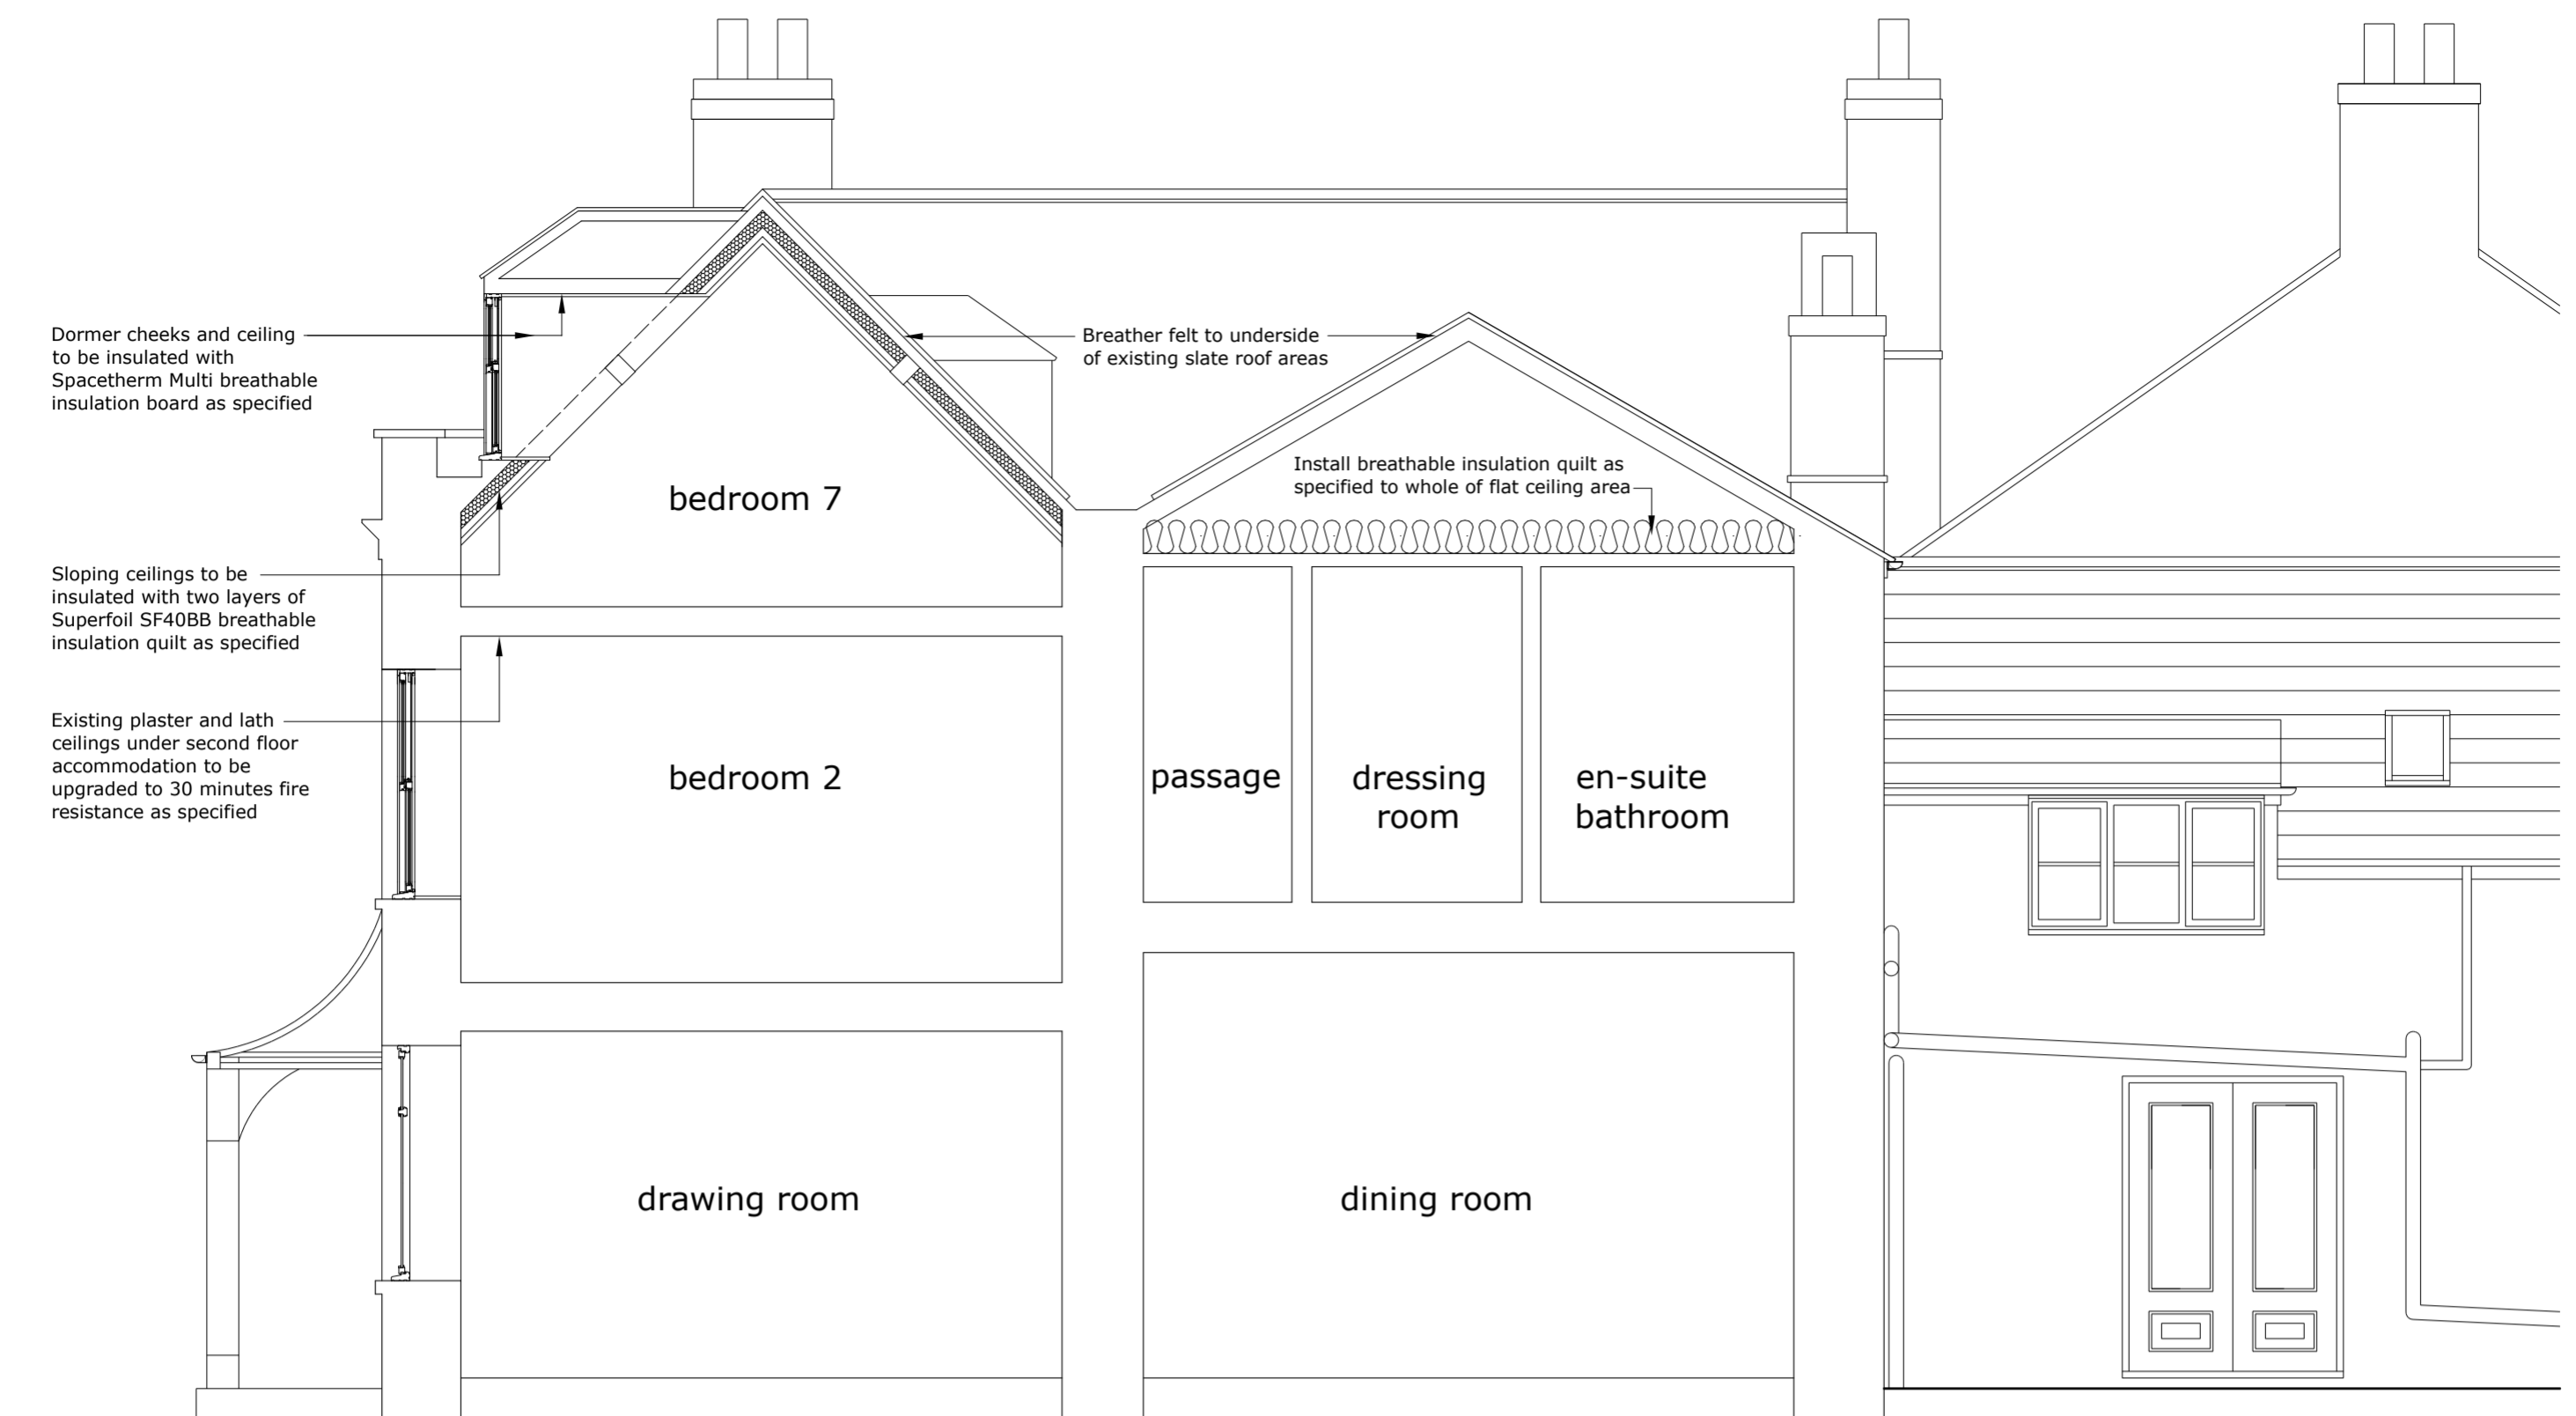 Dormer cheeks and ceiling
to be insulated with
Spacetherm Multi breathable
insulation board as specified
Breather felt to underside
of existing slate roof areas
Install breathable insulation quilt as
specified to whole of flat ceiling area
bedroom 7
Sloping ceilings to be
insulated with two layers of
Superfoil SF40BB breathable
insulation quilt as specified
Existing plaster and lath
ceilings under second floor
accommodation to be
upgraded to 30 minutes fire
resistance as specified
bedroom 2
passage
dressing
room
en-suite
bathroom
drawing room
dining room